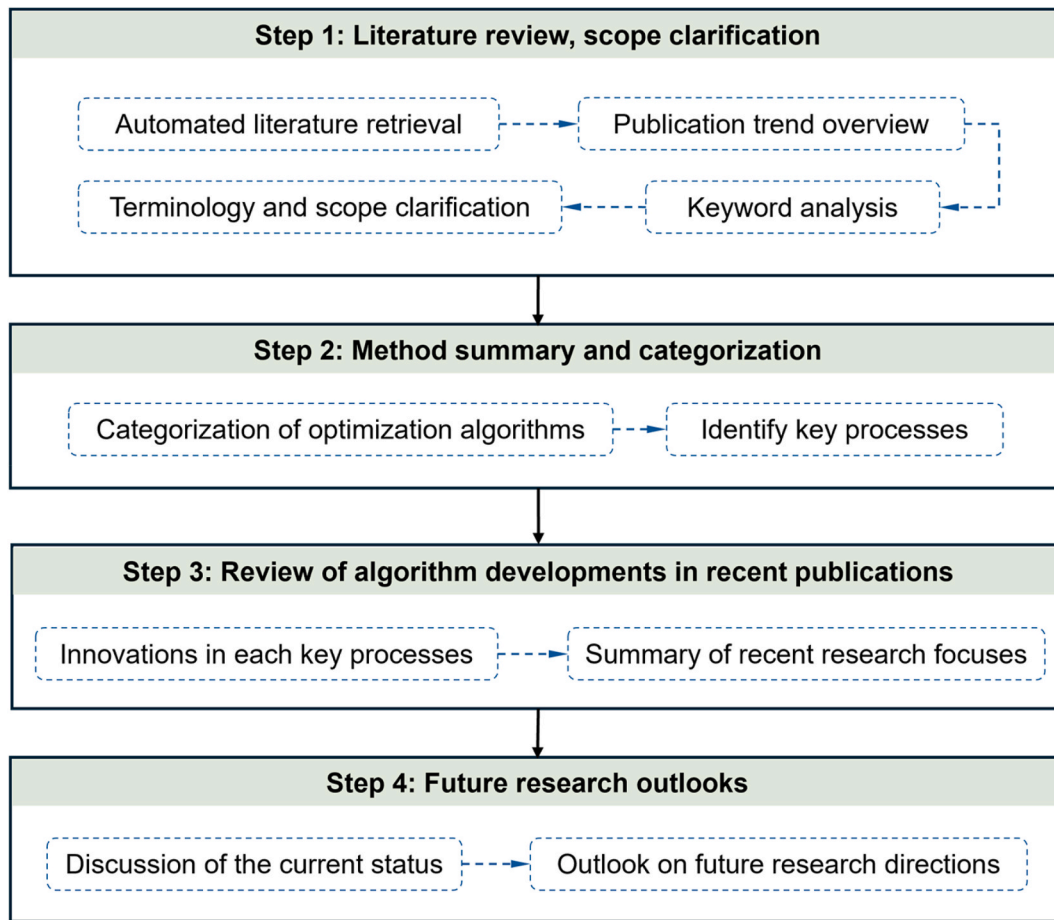 Step 1: Literature review, scope clarification
Automated literature retrieval
Publication trend overview
Terminology and scope clarification
Keyword analysis
Step 2: Method summary and categorization
Categorization of optimization algorithms
Identify key processes
Step 3: Review of algorithm developments in recent publications
Innovations in each key processes
Summary of recent research focuses
Step 4: Future research outlooks
Discussion of the current status
Outlook on future research directions